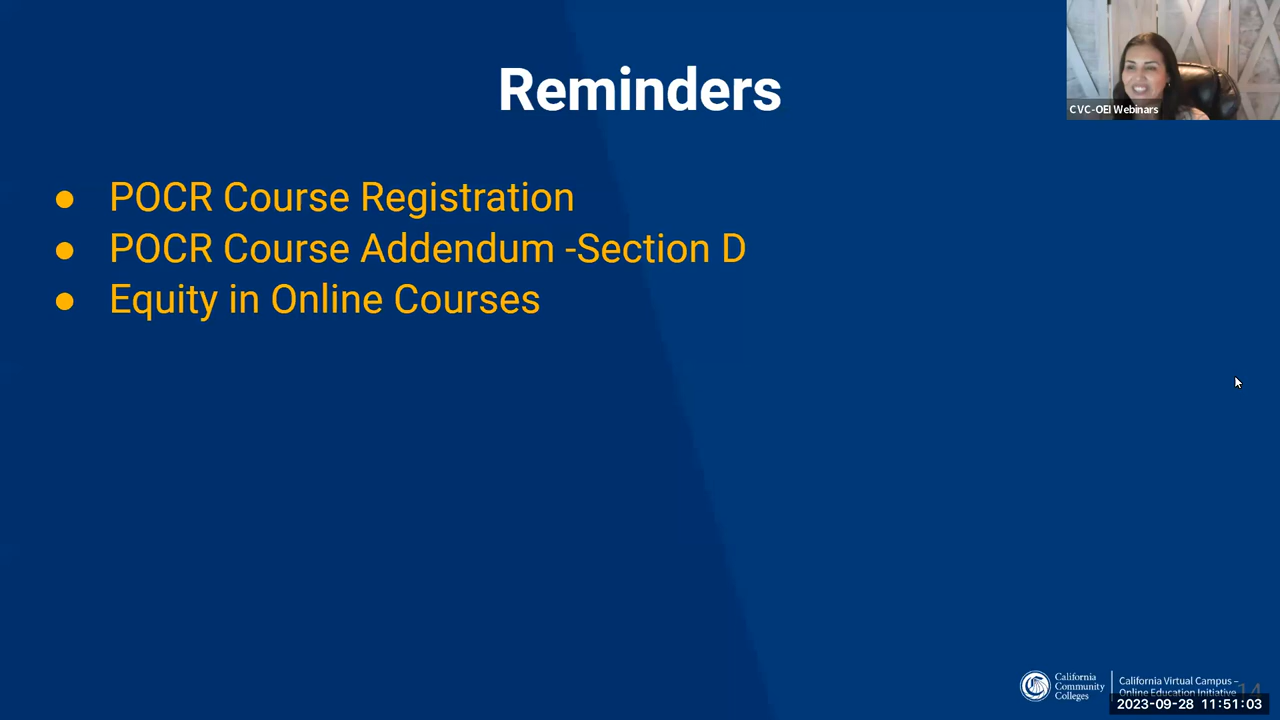 Reminders
CVC-OEI Webinars
● POCR Course Registration
● POCR Course Addendum -Section D
● Equity in Online Courses
California
Community
Colleges
California Virtual Campus –
Online Education Initiative
14
2023-09-28 11:51:03